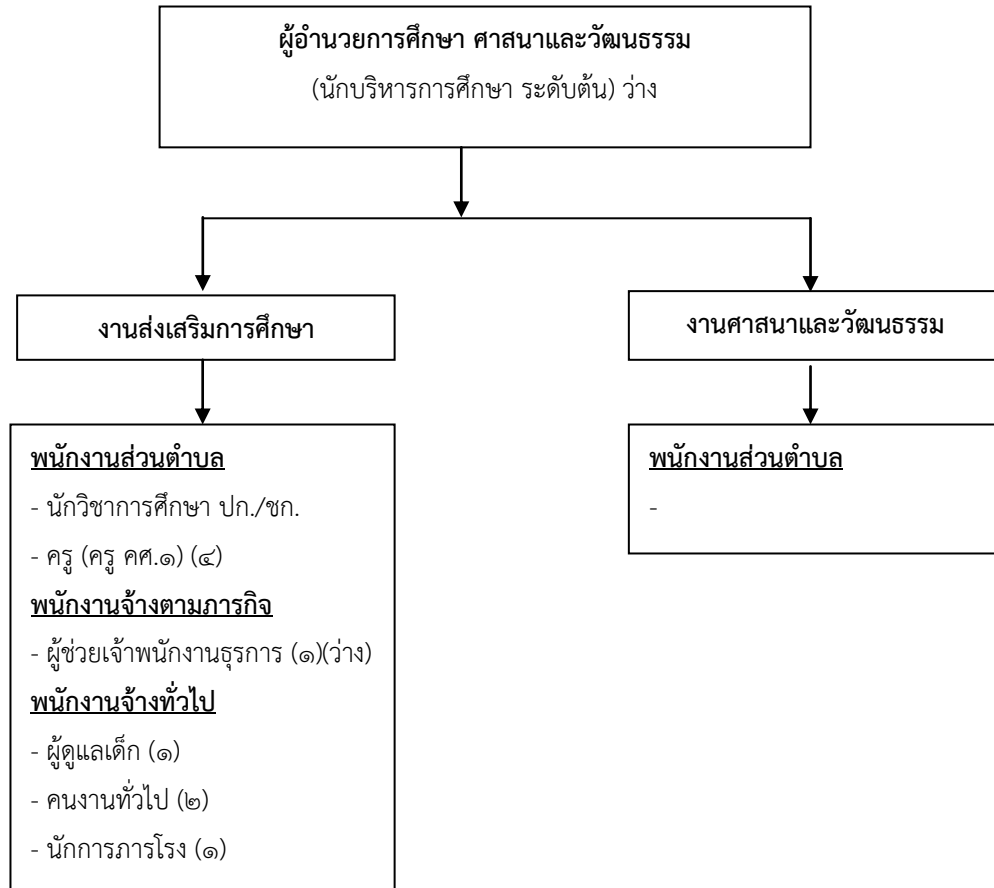 ผู้อำนวยการศึกษา ศาสนาและวัฒนธรรม
(นักบริหารการศึกษา ระดับต้น) ว่าง
งานส่งเสริมการศึกษา
งานศาสนาและวัฒนธรรม
พนักงานส่วนตำบล
- นักวิชาการศึกษา ปก./ชก.
- ครู (ครู คศ.๑) (๔)
พนักงานจ้างตามภารกิจ
- ผู้ช่วยเจ้าพนักงานธุรการ (๑)(ว่าง)
พนักงานจ้างทั่วไป
- ผู้ดูแลเด็ก (๑)
- คนงานทั่วไป (๒)
- นักการภารโรง (๑)
พนักงานส่วนตำบล
-